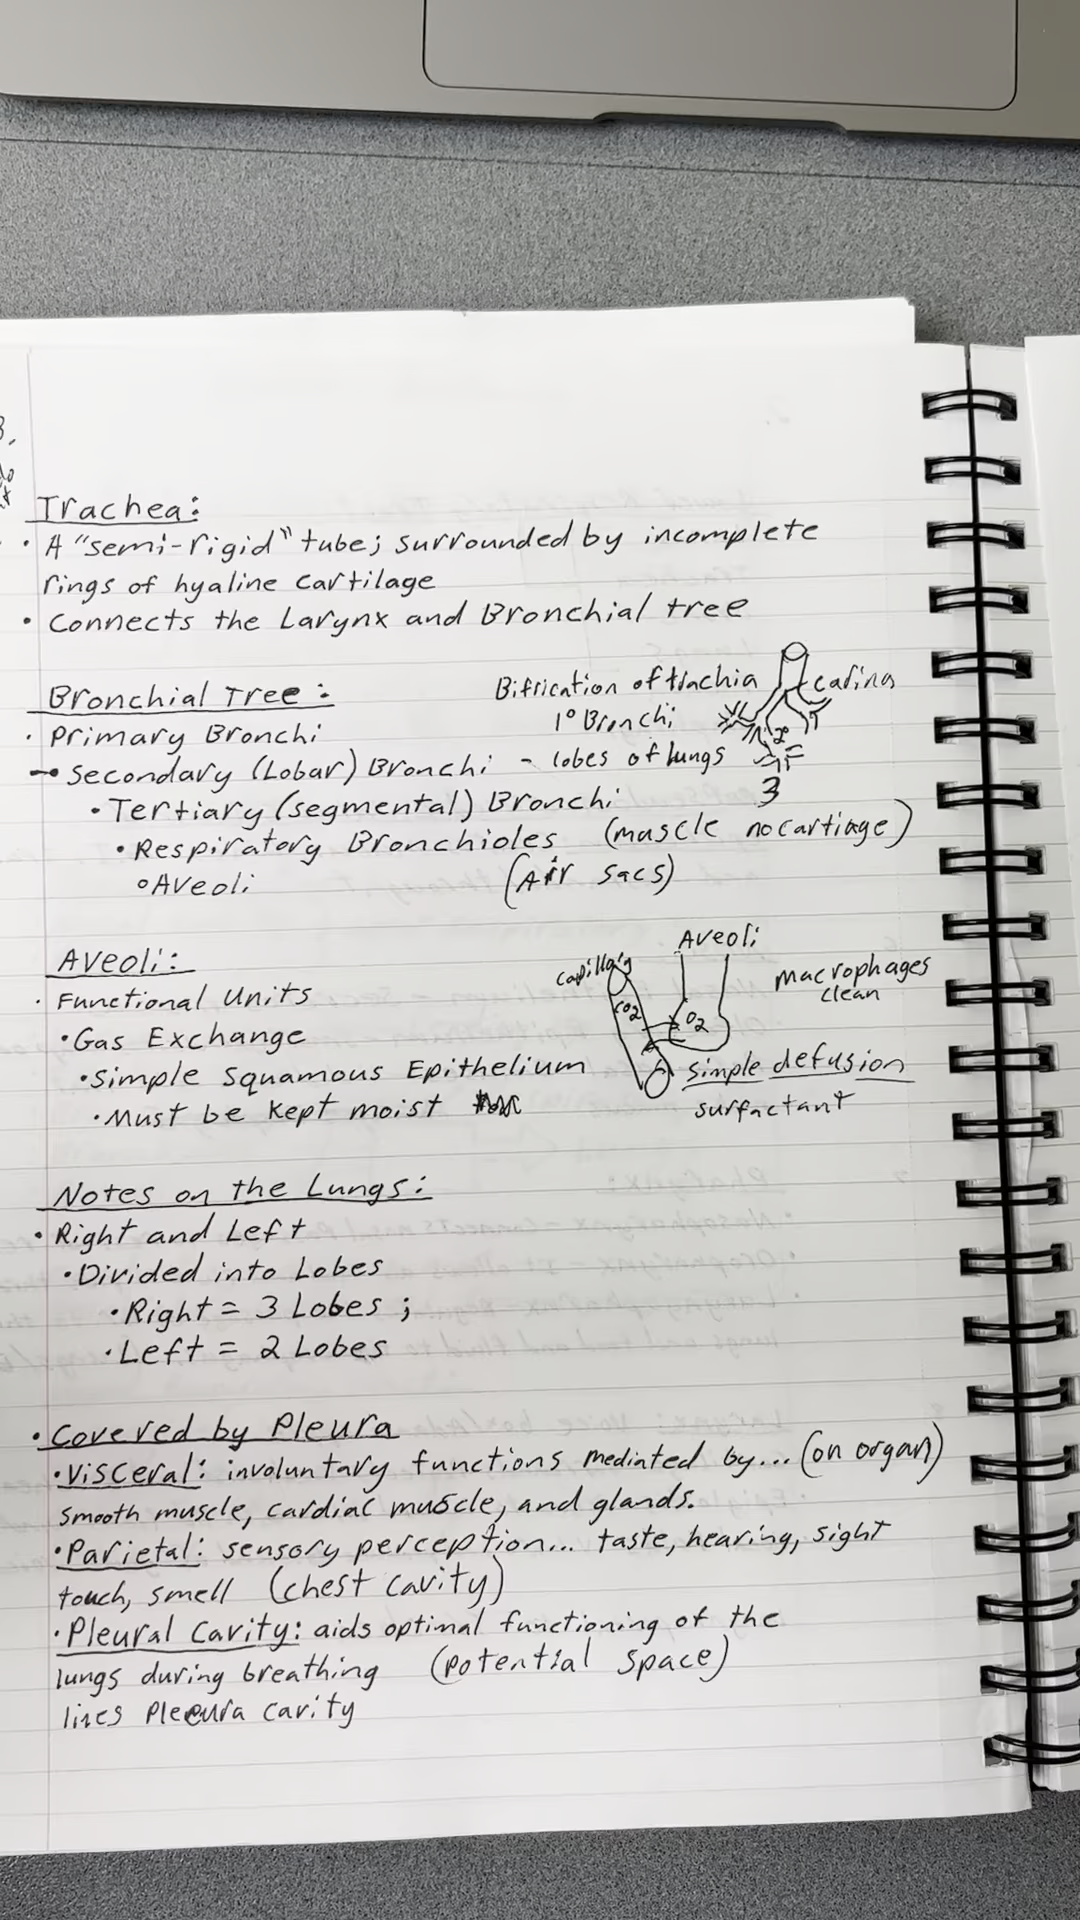 Trachea:
· A "semi-rigid" tube; surrounded by incomplete
rings of hyaline cartilage
· Connects the Larynx and Bronchial tree
Bronchial Tree:
Bifrication of trachia
carina
· Primary Bronchi
1° Bronchi
2
→ Secondary (Lobar) Bronchi - lobes of lungs
3
· Tertiary (segmental) Bronchi
· Respiratory Bronchioles (muscle no cartiage)
° Aveoli (Air sacs)
Aveoli:
Aveoli
capillary
macrophages
clean
· Functional Units
CO2
O2
· Gas Exchange
· Simple Squamous Epithelium
simple defusion
· Must be kept moist
surfactant
Notes on the Lungs:
· Right and Left
· Divided into Lobes
· Right = 3 Lobes;
· Left = 2 Lobes
· Covered by Pleura
· Visceral: involuntary functions mediated by... (on organ)
smooth muscle, cardiac muscle, and glands.
· Parietal: sensory perception... taste, hearing, sight
touch, smell (chest cavity)
· Pleural Cavity: aids optimal functioning of the
lungs during breathing (potential space)
lines Pleeura cavity